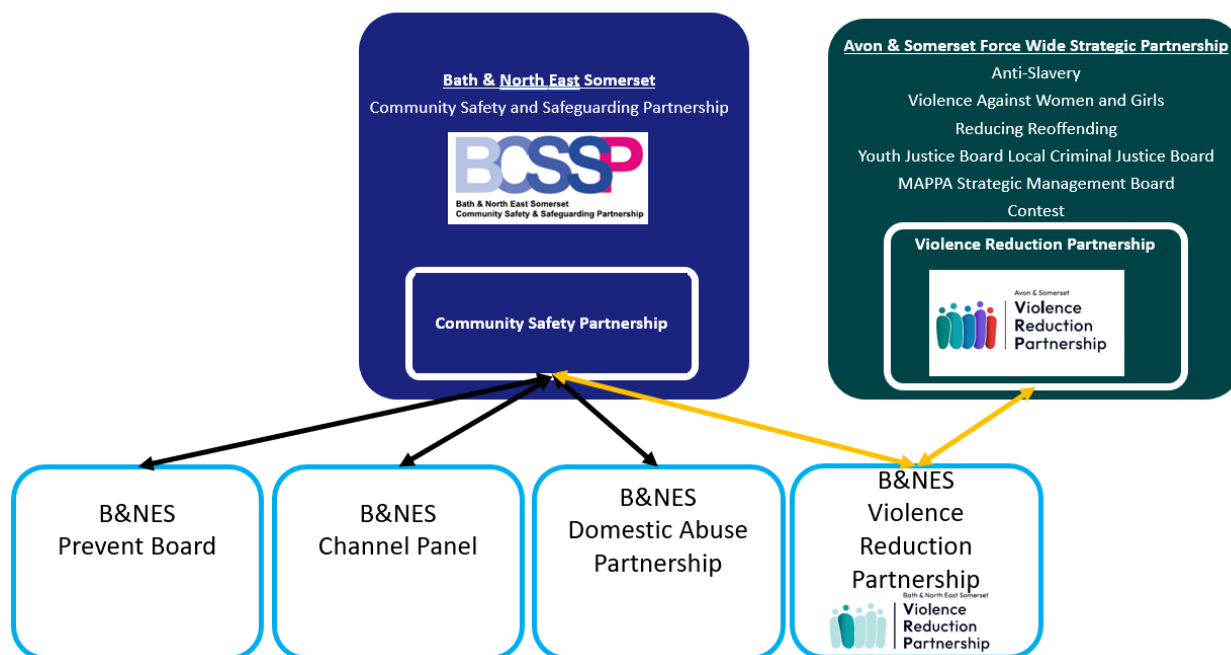 Bath & North East Somerset
Community Safety and Safeguarding Partnership
BCSSP
Bath & North East Somerset
Community Safety & Safeguarding Partnership
Community Safety Partnership
Avon & Somerset Force Wide Strategic Partnership
Anti-Slavery
Violence Against Women and Girls
Reducing Reoffending
Youth Justice Board Local Criminal Justice Board
MAPPA Strategic Management Board
Contest
Violence Reduction Partnership
Avon & Somerset
Violence
Reduction
Partnership
B&NES
Prevent Board
B&NES
Channel Panel
B&NES
Domestic Abuse
Partnership
B&NES
Violence
Reduction
Partnership
Bath & North East Somerset
Violence
Reduction
Partnership